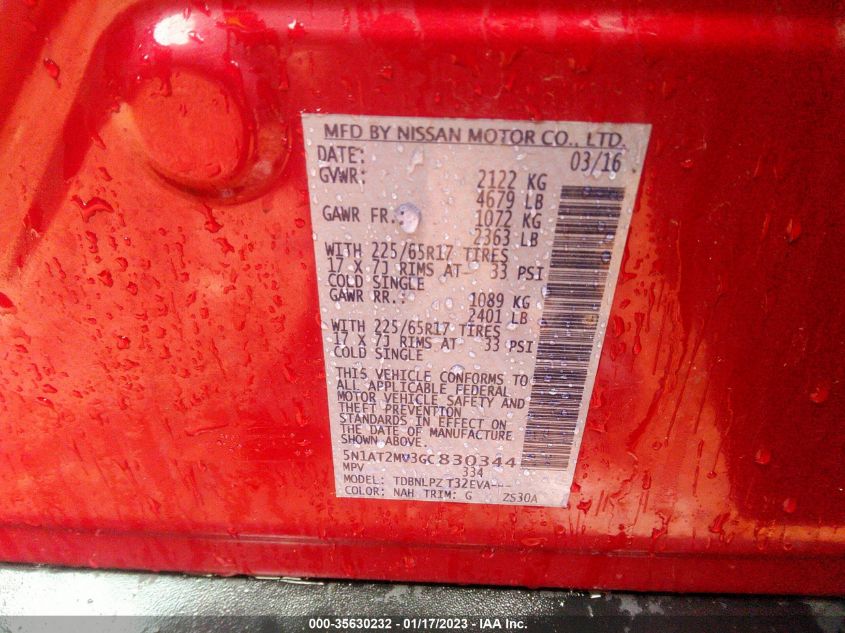 MFD BY NISSAN MOTOR CO., LTD.
DATE: 03/16
GVWR: 2122 KG
4679 LB
GAWR FR.: 1072 KG
2363 LB
WITH 225/65R17 TIRES
17 X 7J RIMS AT 33 PSI
COLD SINGLE
GAWR RR.: 1089 KG
2401 LB
WITH 225/65R17 TIRES
17 X 7J RIMS AT 33 PSI
COLD SINGLE
THIS VEHICLE CONFORMS TO
ALL APPLICABLE FEDERAL
MOTOR VEHICLE SAFETY AND
THEFT PREVENTION
STANDARDS IN EFFECT ON
THE DATE OF MANUFACTURE
SHOWN ABOVE.
5N1AT2MV3GC830344
MPV 334
MODEL: TDBNLPZ T32EVA---
COLOR: NAH TRIM: G ZS30A
000-35630232 - 01/17/2023 - IAA Inc.